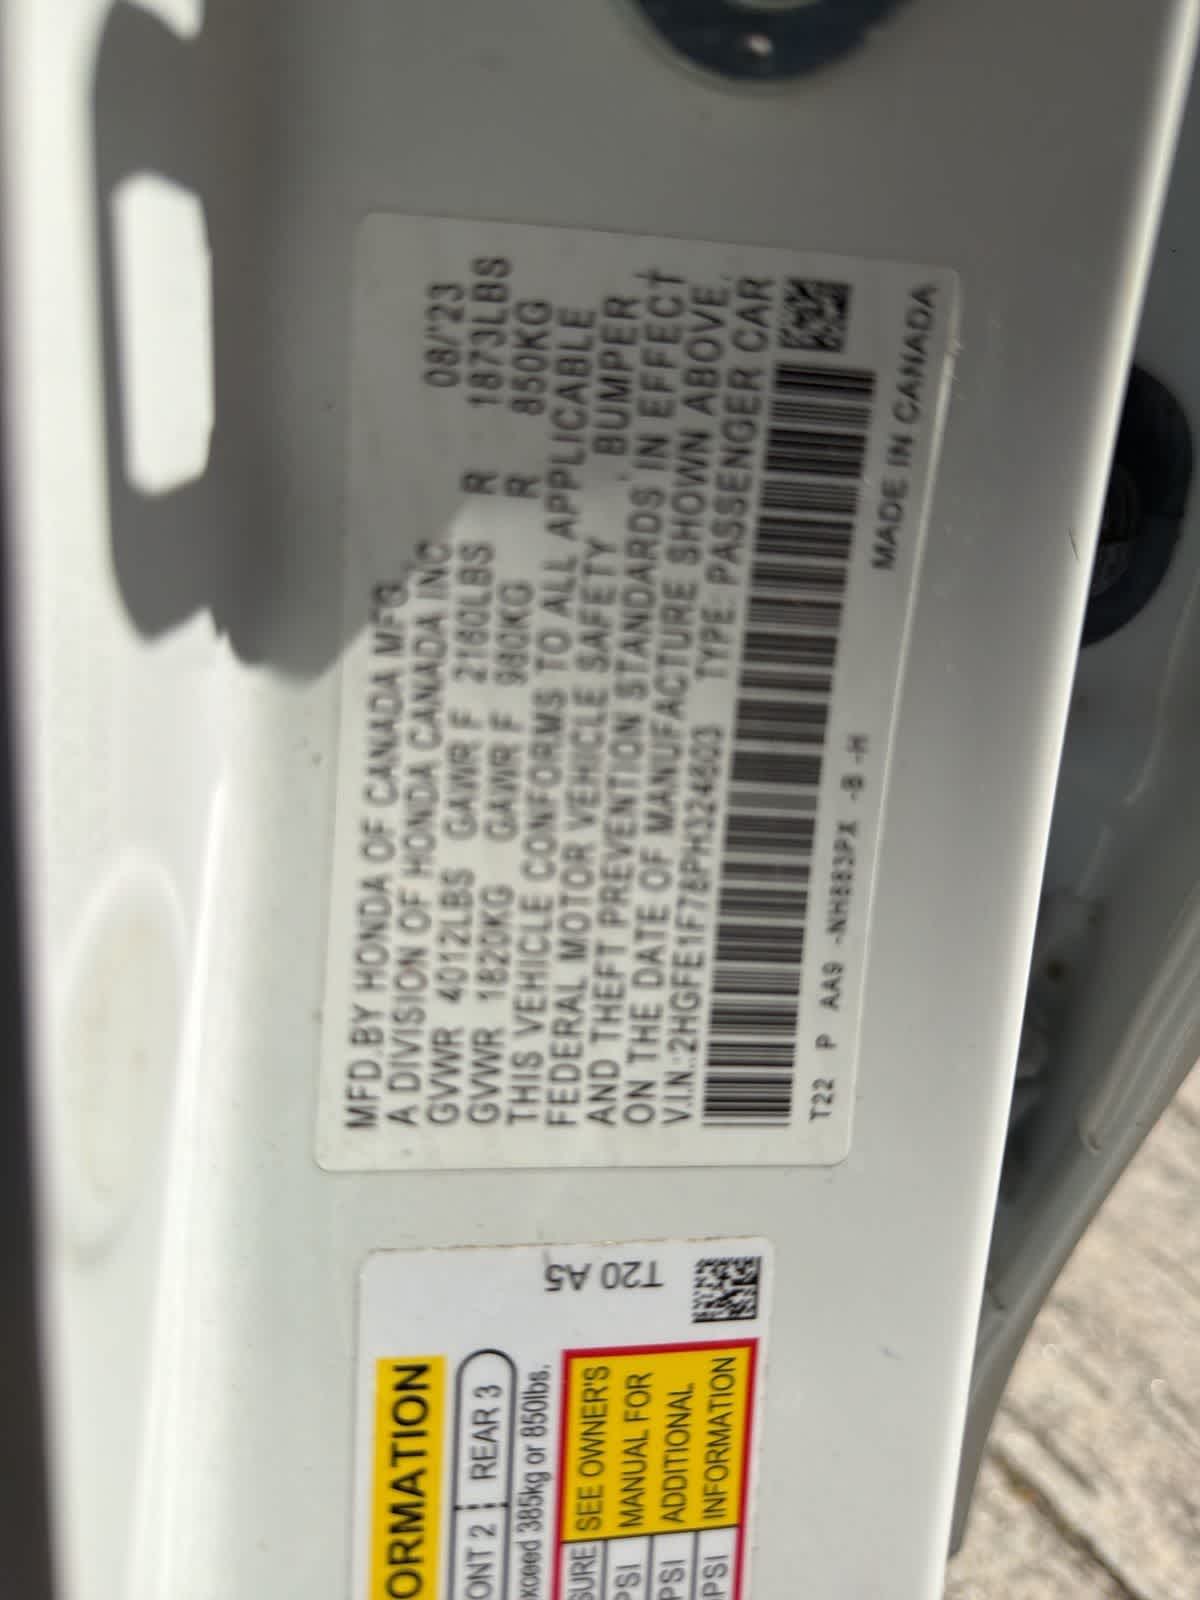 MFD.BY HONDA OF CANADA MFG.
A DIVISION OF HONDA CANADA INC 08/'23
GVWR 4012LBS GAWR F 2160LBS R 1873LBS
GVWR 1820KG GAWR F 980KG R 850KG
THIS VEHICLE CONFORMS TO ALL APPLICABLE
FEDERAL MOTOR VEHICLE SAFETY , BUMPER
AND THEFT PREVENTION STANDARDS IN EFFECT
ON THE DATE OF MANUFACTURE SHOWN ABOVE.
V.I.N.: TYPE: PASSENGER CAR
T22 P AA9 -NH883PX -B -H MADE IN CANADA
T20 A5
ORMATION
ONT 2 REAR 3
xceed 385kg or 850lbs.
SURE SEE OWNER'S
PSI MANUAL FOR
PSI ADDITIONAL
PSI INFORMATION